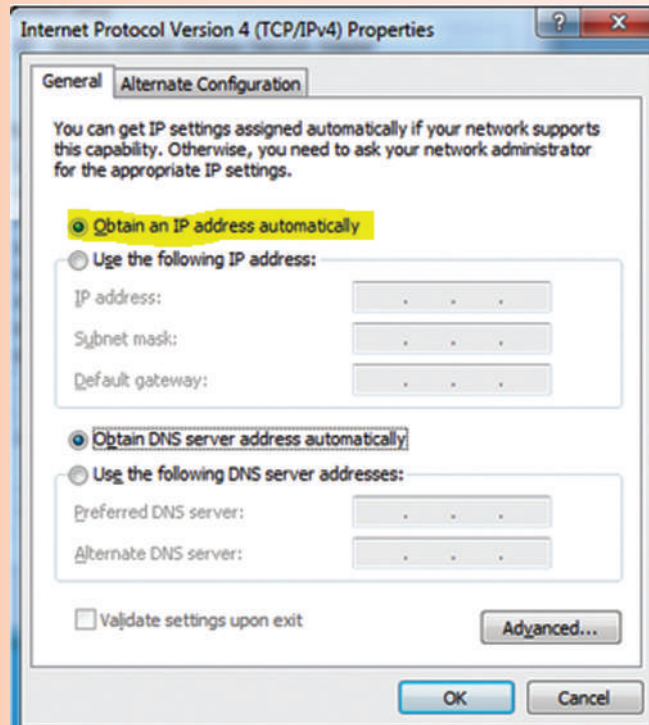 Internet Protocol Version 4 (TCP/IPv4) Properties
General
Alternate Configuration
You can get IP settings assigned automatically if your network supports
this capability. Otherwise, you need to ask your network administrator
for the appropriate IP settings.
Obtain an IP address automatically
Use the following IP address:
IP address:
Subnet mask:
Default gateway:
Obtain DNS server address automatically
Use the following DNS server addresses:
Preferred DNS server:
Alternate DNS server:
Validate settings upon exit
Advanced...
OK
Cancel